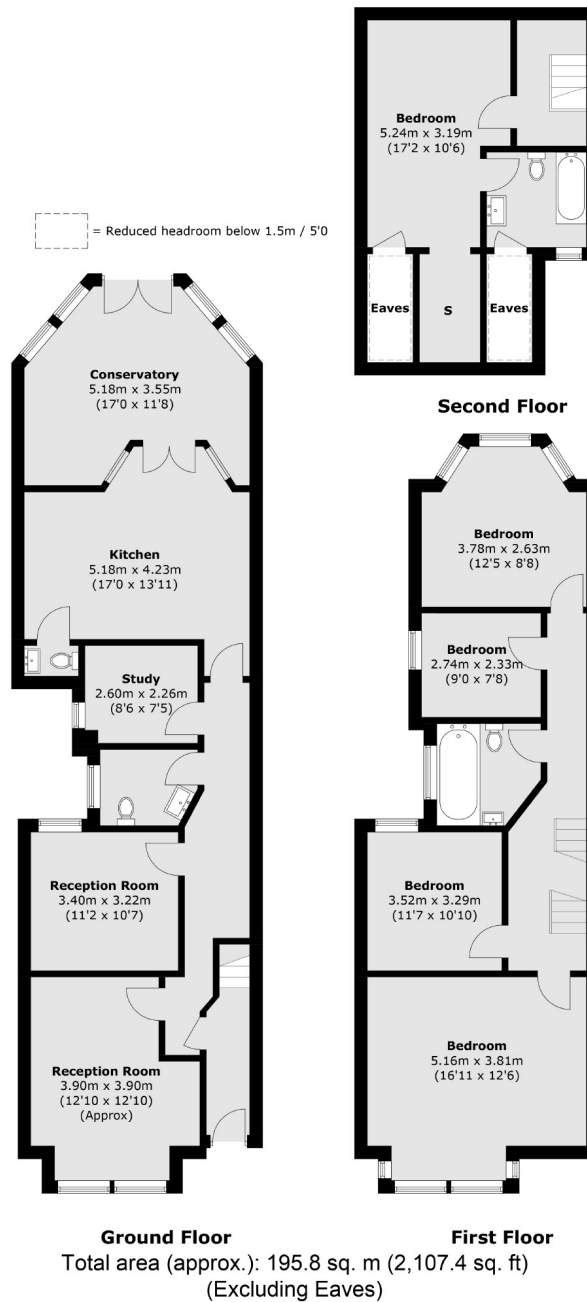 Bedroom
5.24m x 3.19m
(17'2 x 10'6)
= Reduced headroom below 1.5m / 5'0
Eaves
S
Eaves
Second Floor
Conservatory
5.18m x 3.55m
(17'0 x 11'8)
Kitchen
5.18m x 4.23m
(17'0 x 13'11)
Study
2.60m x 2.26m
(8'6 x 7'5)
Reception Room
3.40m x 3.22m
(11'2 x 10'7)
Reception Room
3.90m x 3.90m
(12'10 x 12'10)
(Approx)
Ground Floor
Bedroom
3.78m x 2.63m
(12'5 x 8'8)
Bedroom
2.74m x 2.33m
(9'0 x 7'8)
Bedroom
3.52m x 3.29m
(11'7 x 10'10)
Bedroom
5.16m x 3.81m
(16'11 x 12'6)
First Floor
Total area (approx.): 195.8 sq. m (2,107.4 sq. ft)
(Excluding Eaves)